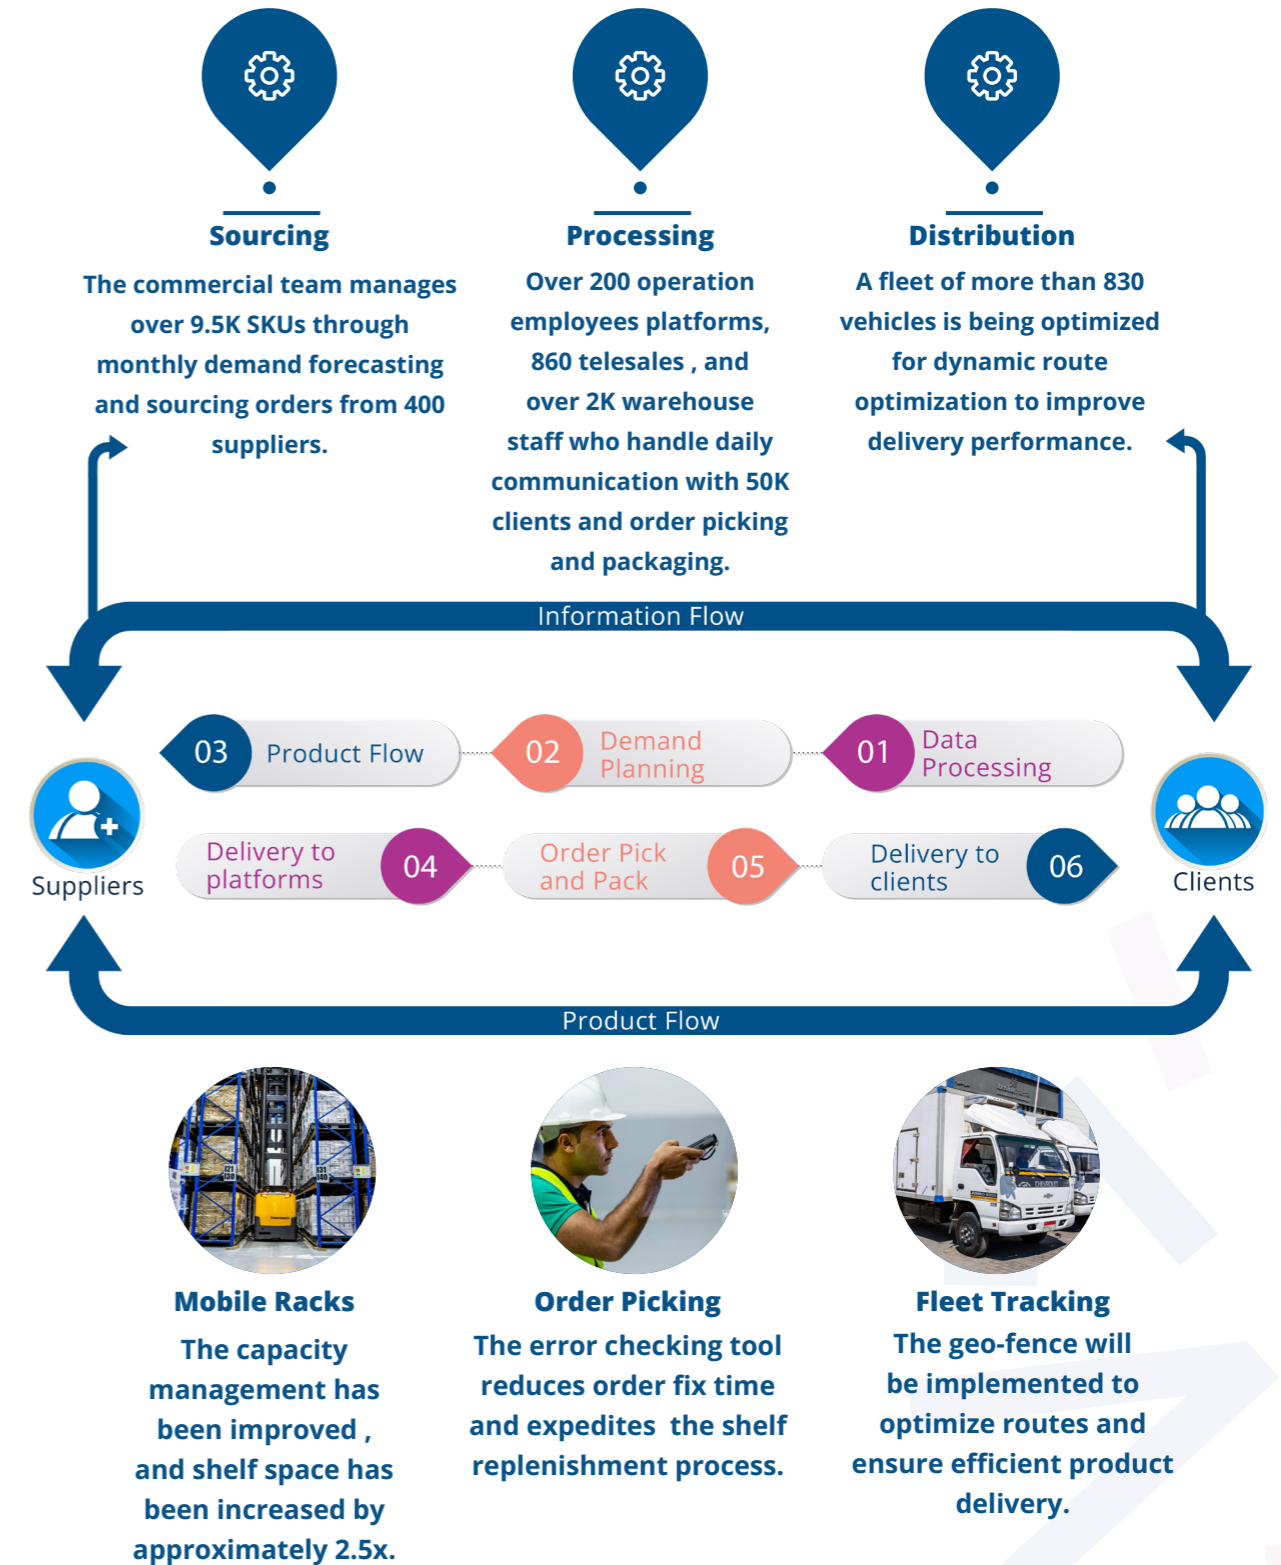 Sourcing
The commercial team manages
over 9.5K SKUs through
monthly demand forecasting
and sourcing orders from 400
suppliers.
Processing
Over 200 operation
employees platforms,
860 telesales , and
over 2K warehouse
staff who handle daily
communication with 50K
clients and order picking
and packaging.
Distribution
A fleet of more than 830
vehicles is being optimized
for dynamic route
optimization to improve
delivery performance.
Information Flow
03
Product Flow
02
Demand
Planning
01
Data
Processing
Suppliers
Delivery to
platforms
04
Order Pick
and Pack
05
Delivery to
clients
06
Clients
Product Flow
Mobile Racks
The capacity
management has
been improved ,
and shelf space has
been increased by
approximately 2.5x.
Order Picking
The error checking tool
reduces order fix time
and expedites  the shelf
replenishment process.
CHEVROLET
Fleet Tracking
The geo-fence will
be implemented to
optimize routes and
ensure efficient product
delivery.